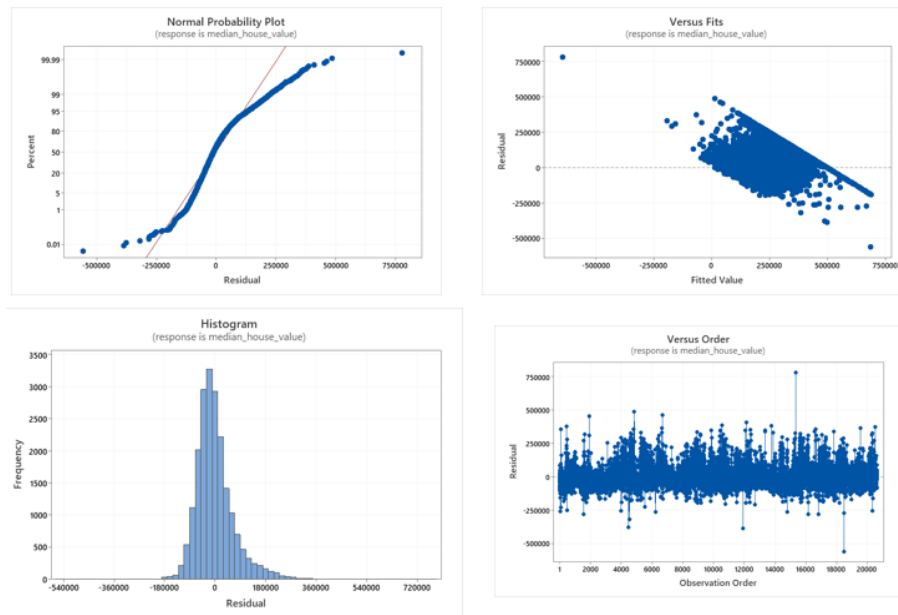 Normal Probability Plot
(response is median_house_value)
99.99
99
95
80
50
20
5
1
0.01
Percent
-500000 -250000 0 250000 500000 750000
Residual
Versus Fits
(response is median_house_value)
750000
500000
250000
0
-250000
-500000
Residual
-500000 -250000 0 250000 500000 750000
Fitted Value
Histogram
(response is median_house_value)
3500
3000
2500
2000
1500
1000
500
0
Frequency
-540000 -360000 -180000 0 180000 360000 540000 720000
Residual
Versus Order
(response is median_house_value)
750000
500000
250000
0
-250000
-500000
Residual
1 2000 4000 6000 8000 10000 12000 14000 16000 18000 20000
Observation Order